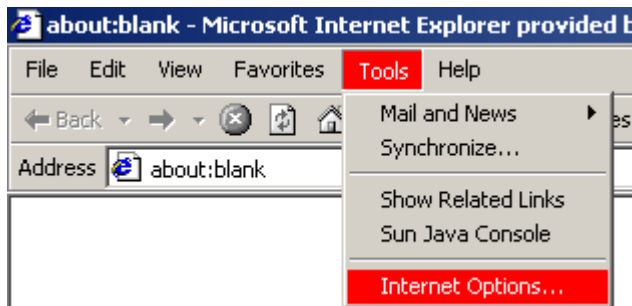 about:blank - Microsoft Internet Explorer provided
File Edit View Favorites Tools Help
Back
Mail and News
Synchronize...
Address about:blank
Show Related Links
Sun Java Console
Internet Options...